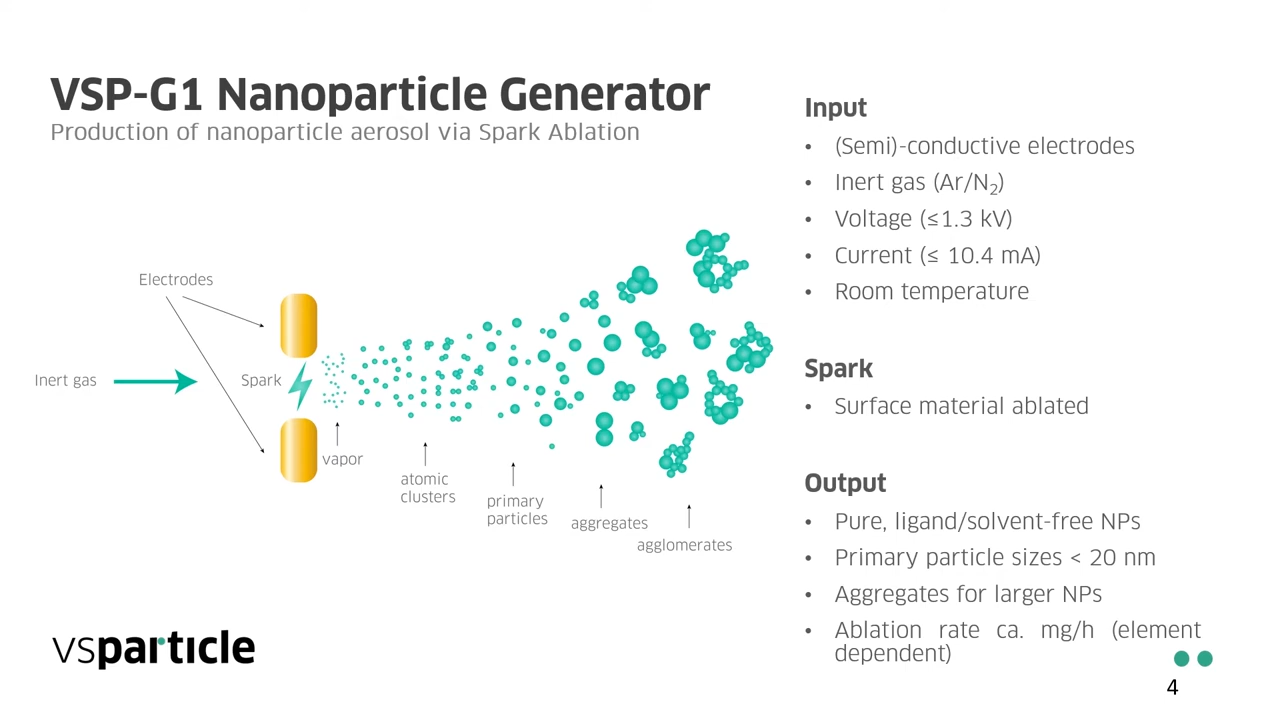 VSP-G1 Nanoparticle Generator
Production of nanoparticle aerosol via Spark Ablation
Electrodes
Inert gas
Spark
vapor
atomic
clusters
primary
particles
aggregates
agglomerates
Input
• (Semi)-conductive electrodes
• Inert gas (Ar/N₂)
• Voltage (≤1.3 kV)
• Current (≤ 10.4 mA)
• Room temperature
Spark
• Surface material ablated
Output
• Pure, ligand/solvent-free NPs
• Primary particle sizes < 20 nm
• Aggregates for larger NPs
• Ablation rate ca. mg/h (element
dependent)
vsparticle
4